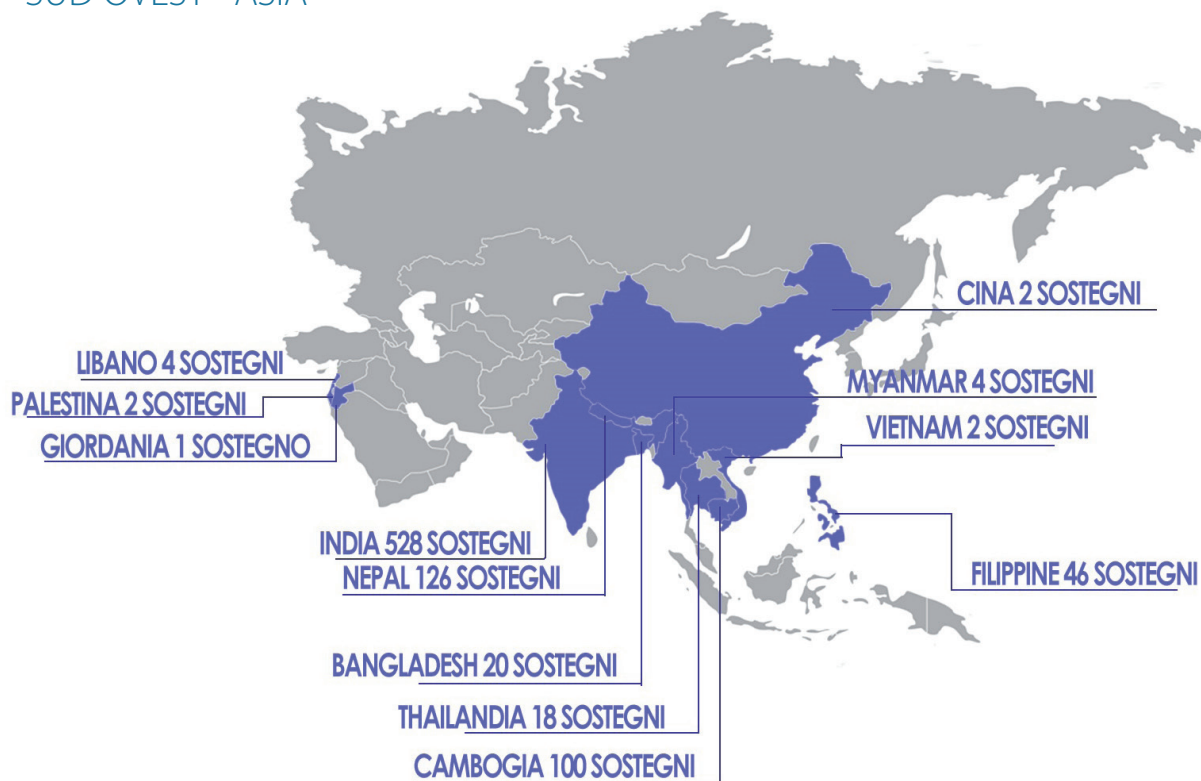 SUD OVEST - ASIA
CINA 2 SOSTEGNI
LIBANO 4 SOSTEGNI
MYANMAR 4 SOSTEGNI
PALESTINA 2 SOSTEGNI
VIETNAM 2 SOSTEGNI
GIORDANIA 1 SOSTEGNO
INDIA 528 SOSTEGNI
NEPAL 126 SOSTEGNI
FILIPPINE 46 SOSTEGNI
BANGLADESH 20 SOSTEGNI
THAILANDIA 18 SOSTEGNI
CAMBOGIA 100 SOSTEGNI